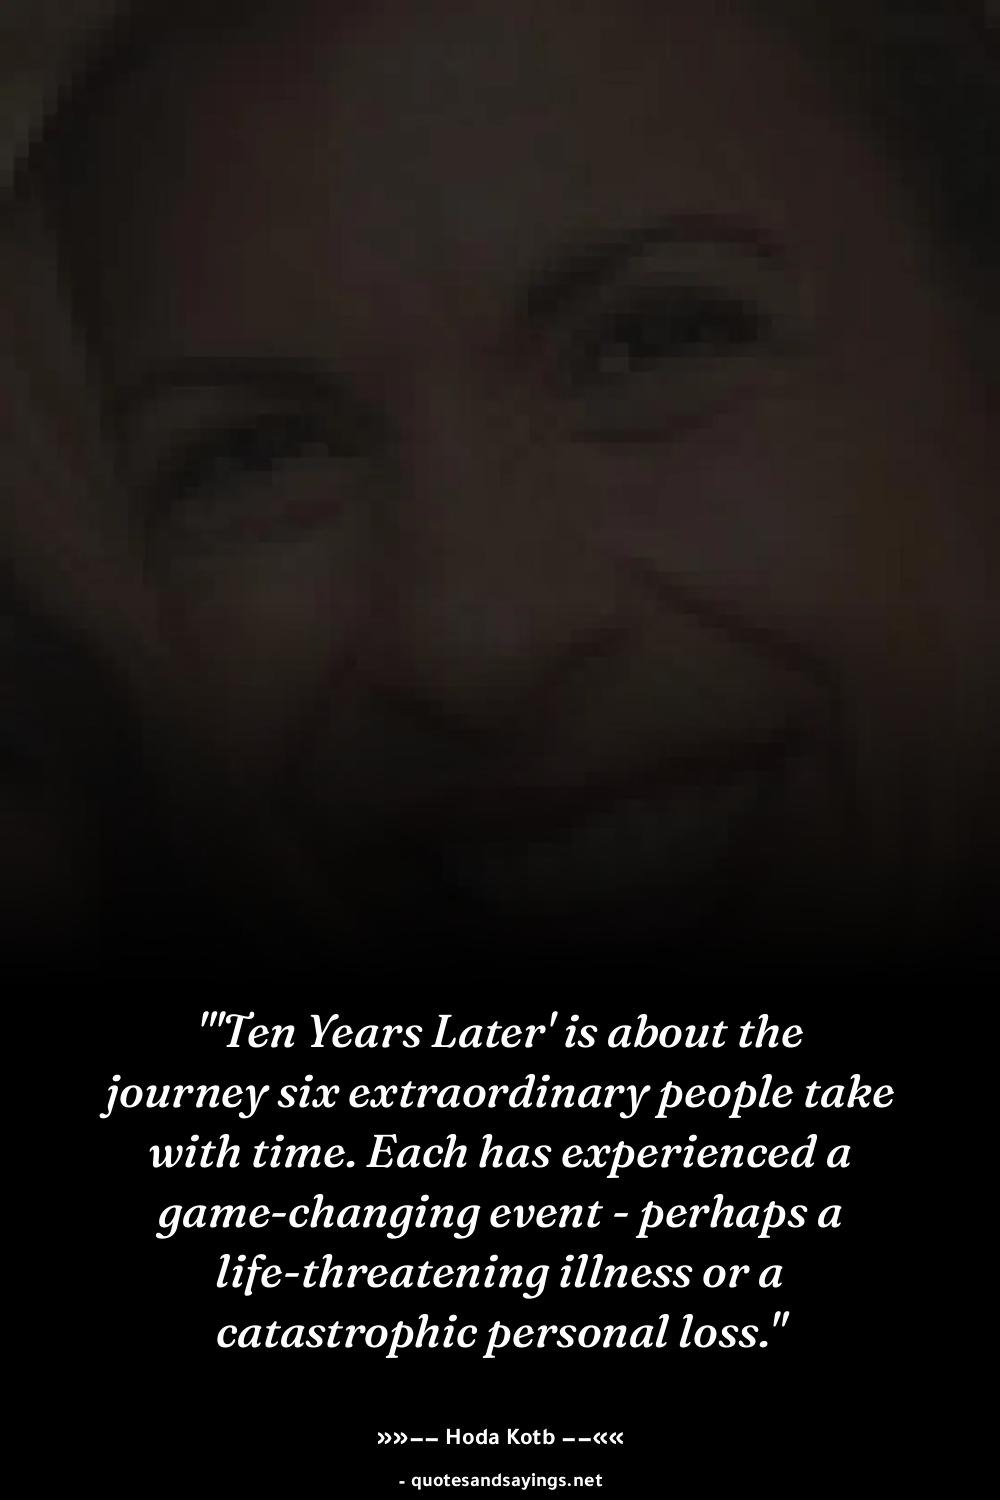 "'Ten Years Later' is about the
journey six extraordinary people take
with time. Each has experienced a
game-changing event - perhaps a
life-threatening illness or a
catastrophic personal loss."
»»–– Hoda Kotb ––««
- quotesandsayings.net